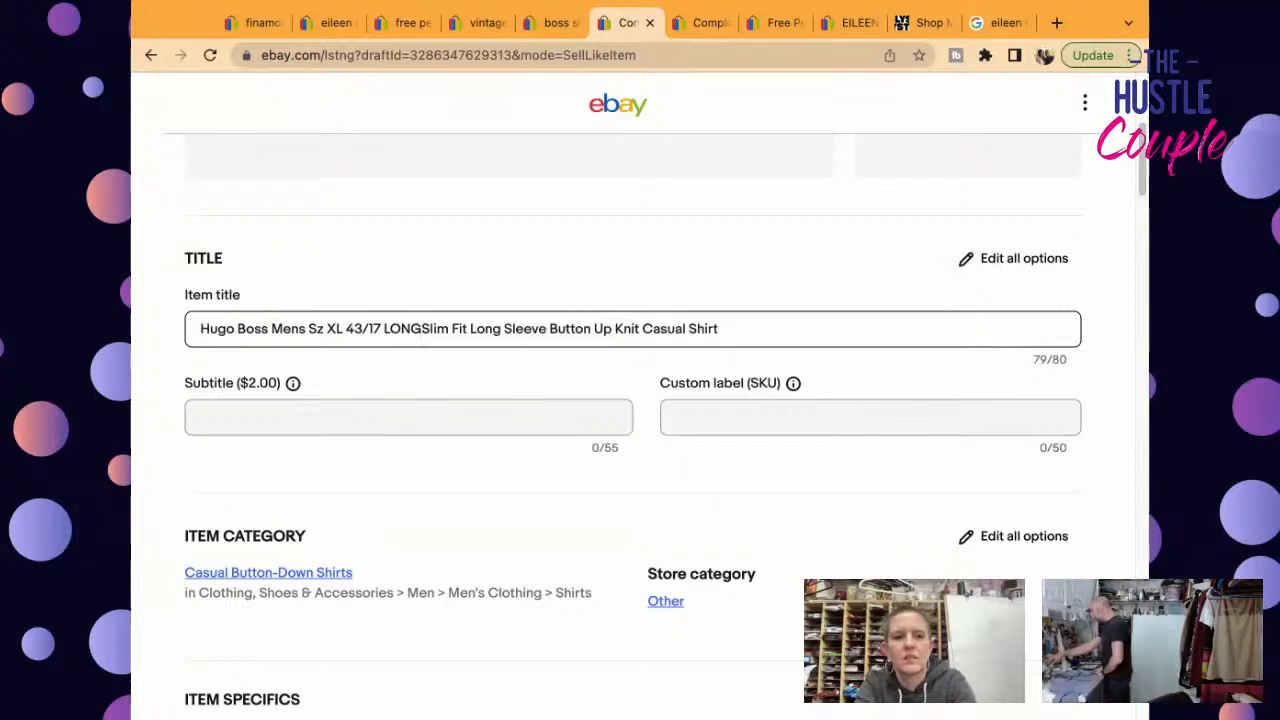 finamo
eileen
free pe
vintage
boss s
Con
Comple
Free Pe
EILEEN
LYST
Shop M
eileen
ebay.com/lstng?draftId=3286347629313&mode=SellLikeItem
Update
THE
HUSTLE
Couple
ebay
TITLE
Edit all options
Item title
Hugo Boss Mens Sz XL 43/17 LONGSlim Fit Long Sleeve Button Up Knit Casual Shirt
79/80
Subtitle ($2.00)
Custom label (SKU)
0/55
0/50
ITEM CATEGORY
Edit all options
Casual Button-Down Shirts
in Clothing, Shoes & Accessories > Men > Men's Clothing > Shirts
Store category
Other
ITEM SPECIFICS